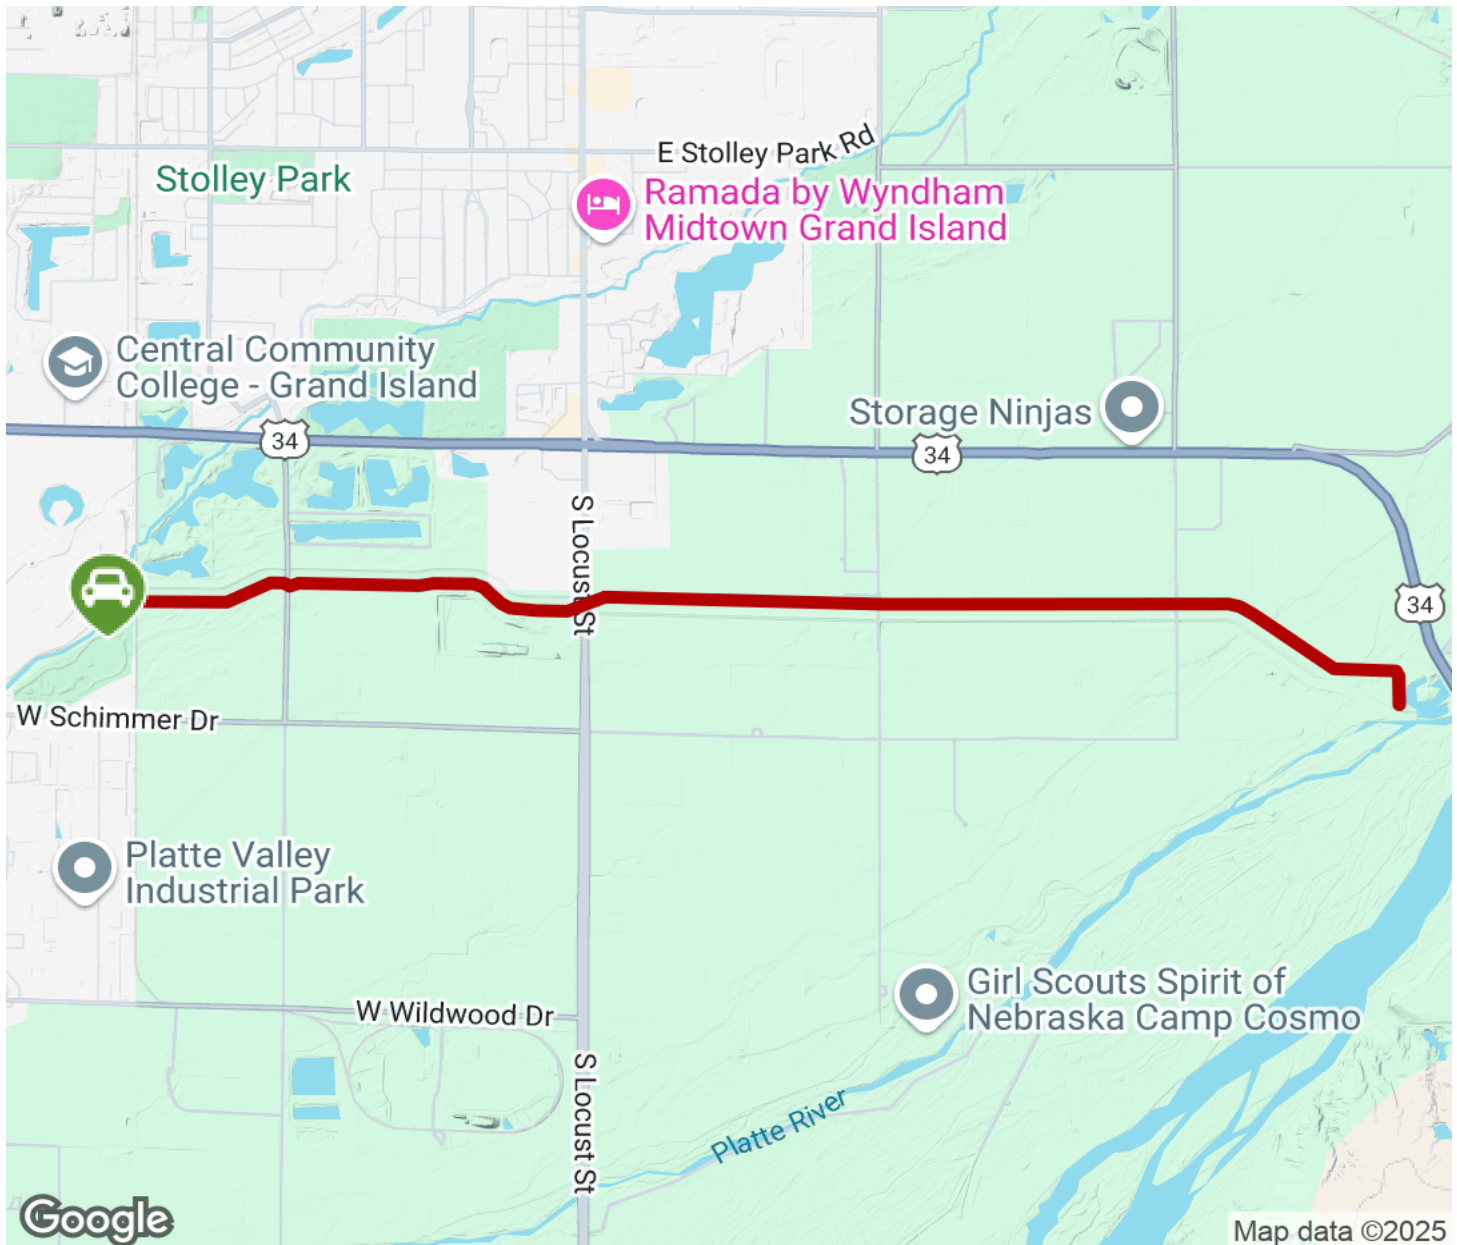 E Stolley Park Rd
Stolley Park
Ramada by Wyndham
Midtown Grand Island
Central Community
College - Grand Island
Storage Ninjas
34
34
S Locust St
34
W Schimmer Dr
Platte Valley
Industrial Park
Girl Scouts Spirit of
Nebraska Camp Cosmo
W Wildwood Dr
S Locust St
Platte River
Google
Map data ©2025